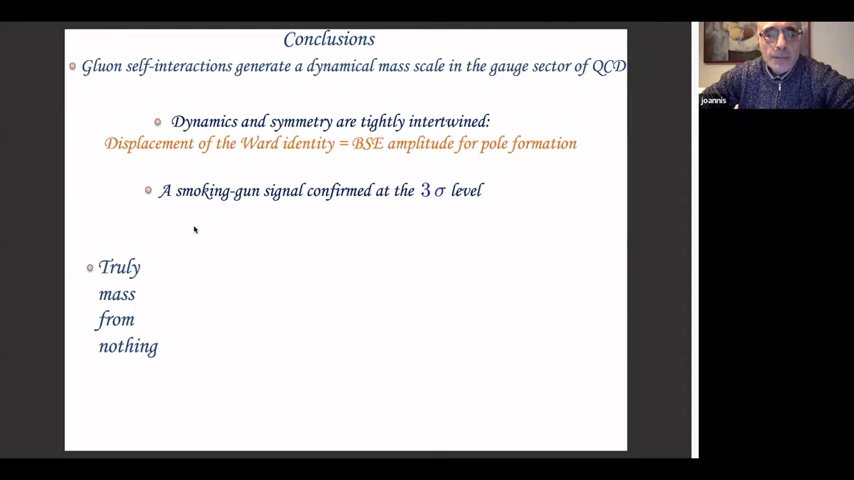 Conclusions
Gluon self-interactions generate a dynamical mass scale in the gauge sector of QCD
Dynamics and symmetry are tightly intertwined:
Displacement of the Ward identity = BSE amplitude for pole formation
A smoking-gun signal confirmed at the 3 σ level
Truly
mass
from
nothing
joannis